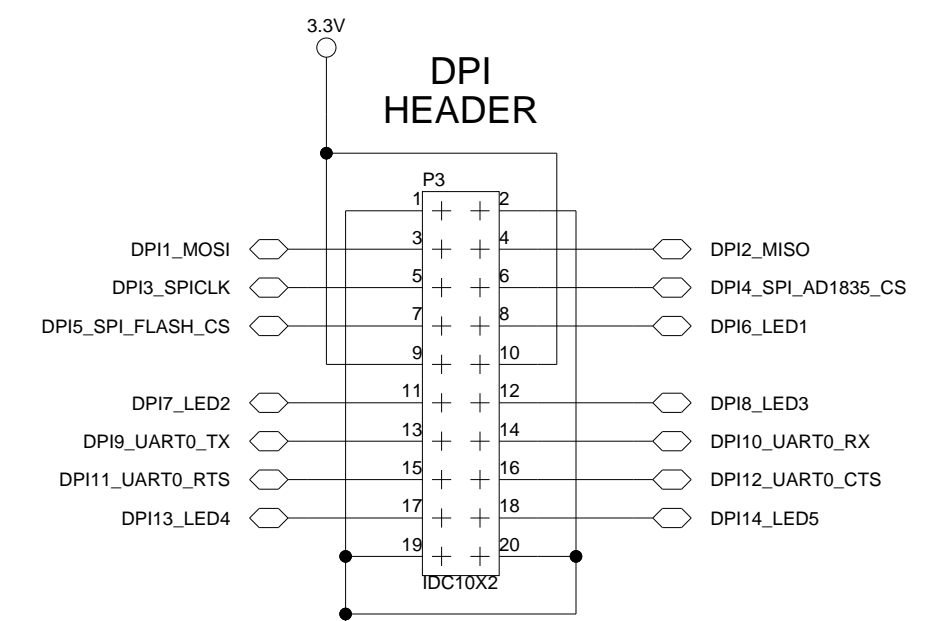 3.3V
DPI
HEADER
P3
1 2
DPI1_MOSI 3 4 DPI2_MISO
DPI3_SPICLK 5 6 DPI4_SPI_AD1835_CS
DPI5_SPI_FLASH_CS 7 8 DPI6_LED1
9 10
DPI7_LED2 11 12 DPI8_LED3
DPI9_UART0_TX 13 14 DPI10_UART0_RX
DPI11_UART0_RTS 15 16 DPI12_UART0_CTS
DPI13_LED4 17 18 DPI14_LED5
19 20
IDC10X2